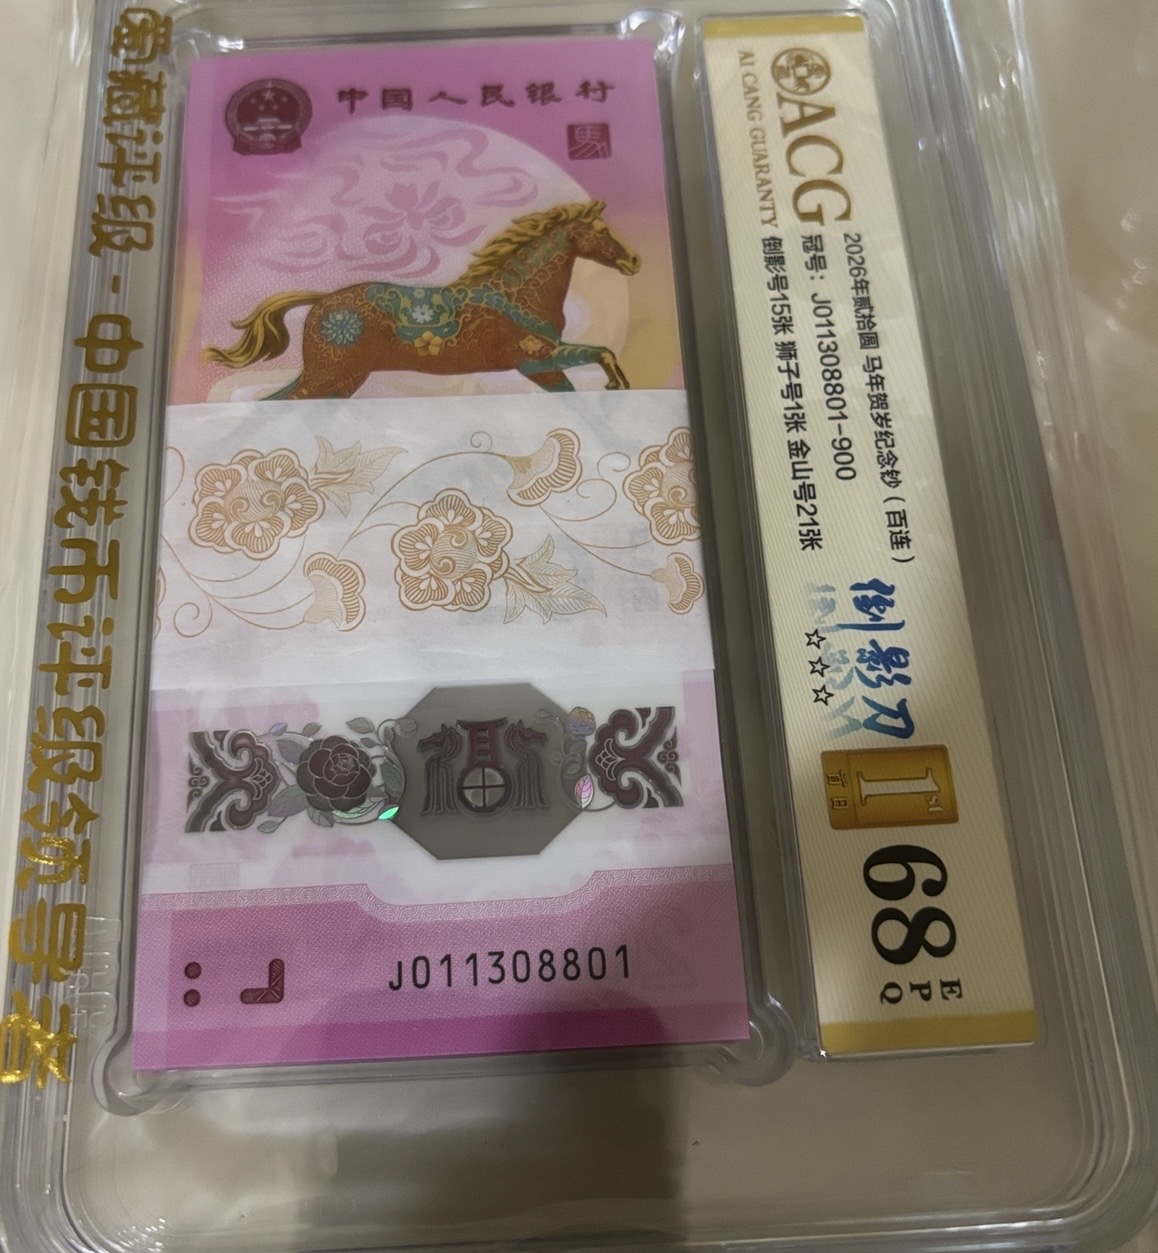 爱藏评级-中国钱币评级领导者
中国人民银行
馬
J011308801
ACG
AI CANG GUARANTY
2026年贰拾圆 马年贺岁纪念钞(百连)
冠号:J011308801-900
倒影号15张 狮子号1张 金山号21张
倒影刀
☆☆☆
1st
首日
68
E
P
Q